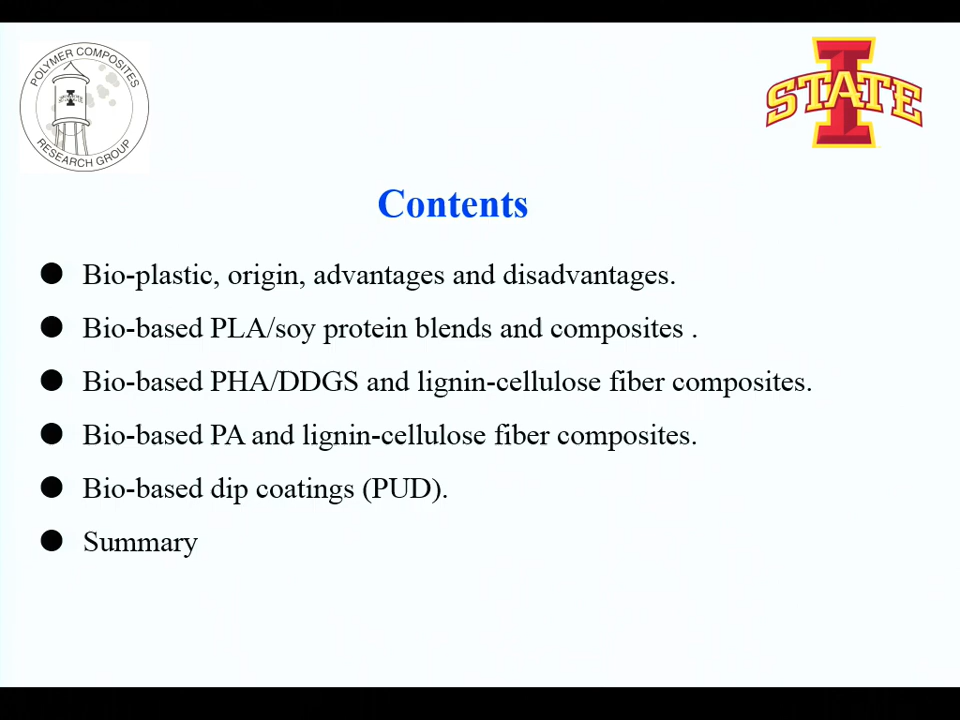 POLYMER COMPOSITES
RESEARCH GROUP
I
STATE
Contents
● Bio-plastic, origin, advantages and disadvantages.
● Bio-based PLA/soy protein blends and composites .
● Bio-based PHA/DDGS and lignin-cellulose fiber composites.
● Bio-based PA and lignin-cellulose fiber composites.
● Bio-based dip coatings (PUD).
● Summary